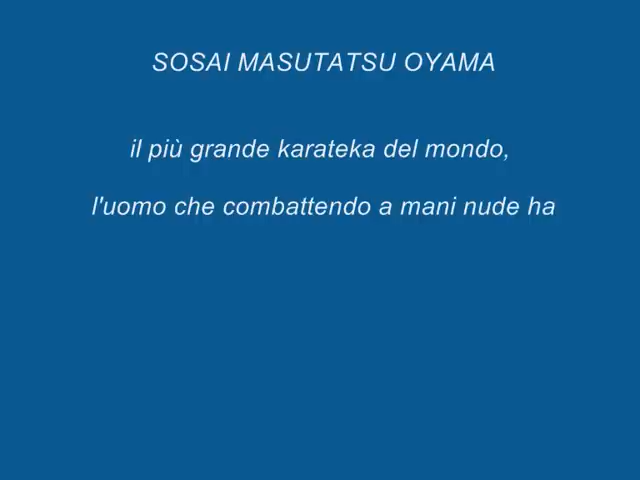 SOSAI MASUTATSU OYAMA
il più grande karateka del mondo,
l'uomo che combattendo a mani nude ha